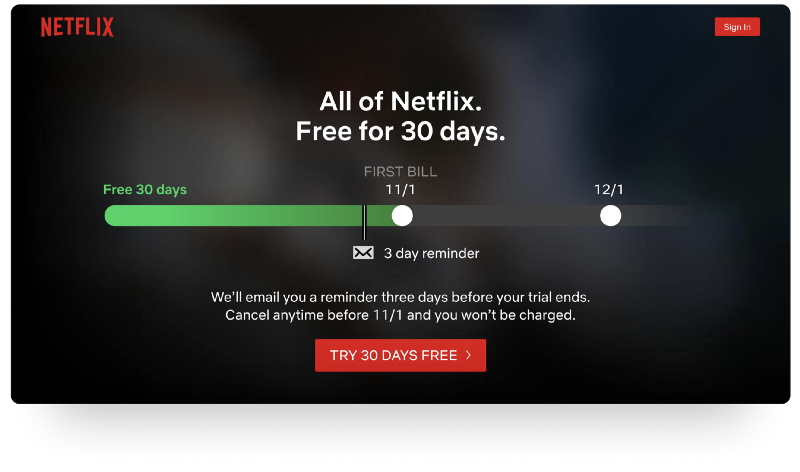 NETFLIX
Sign In
All of Netflix.
Free for 30 days.
FIRST BILL
Free 30 days
11/1
12/1
3 day reminder
We'll email you a reminder three days before your trial ends.
Cancel anytime before 11/1 and you won't be charged.
TRY 30 DAYS FREE >